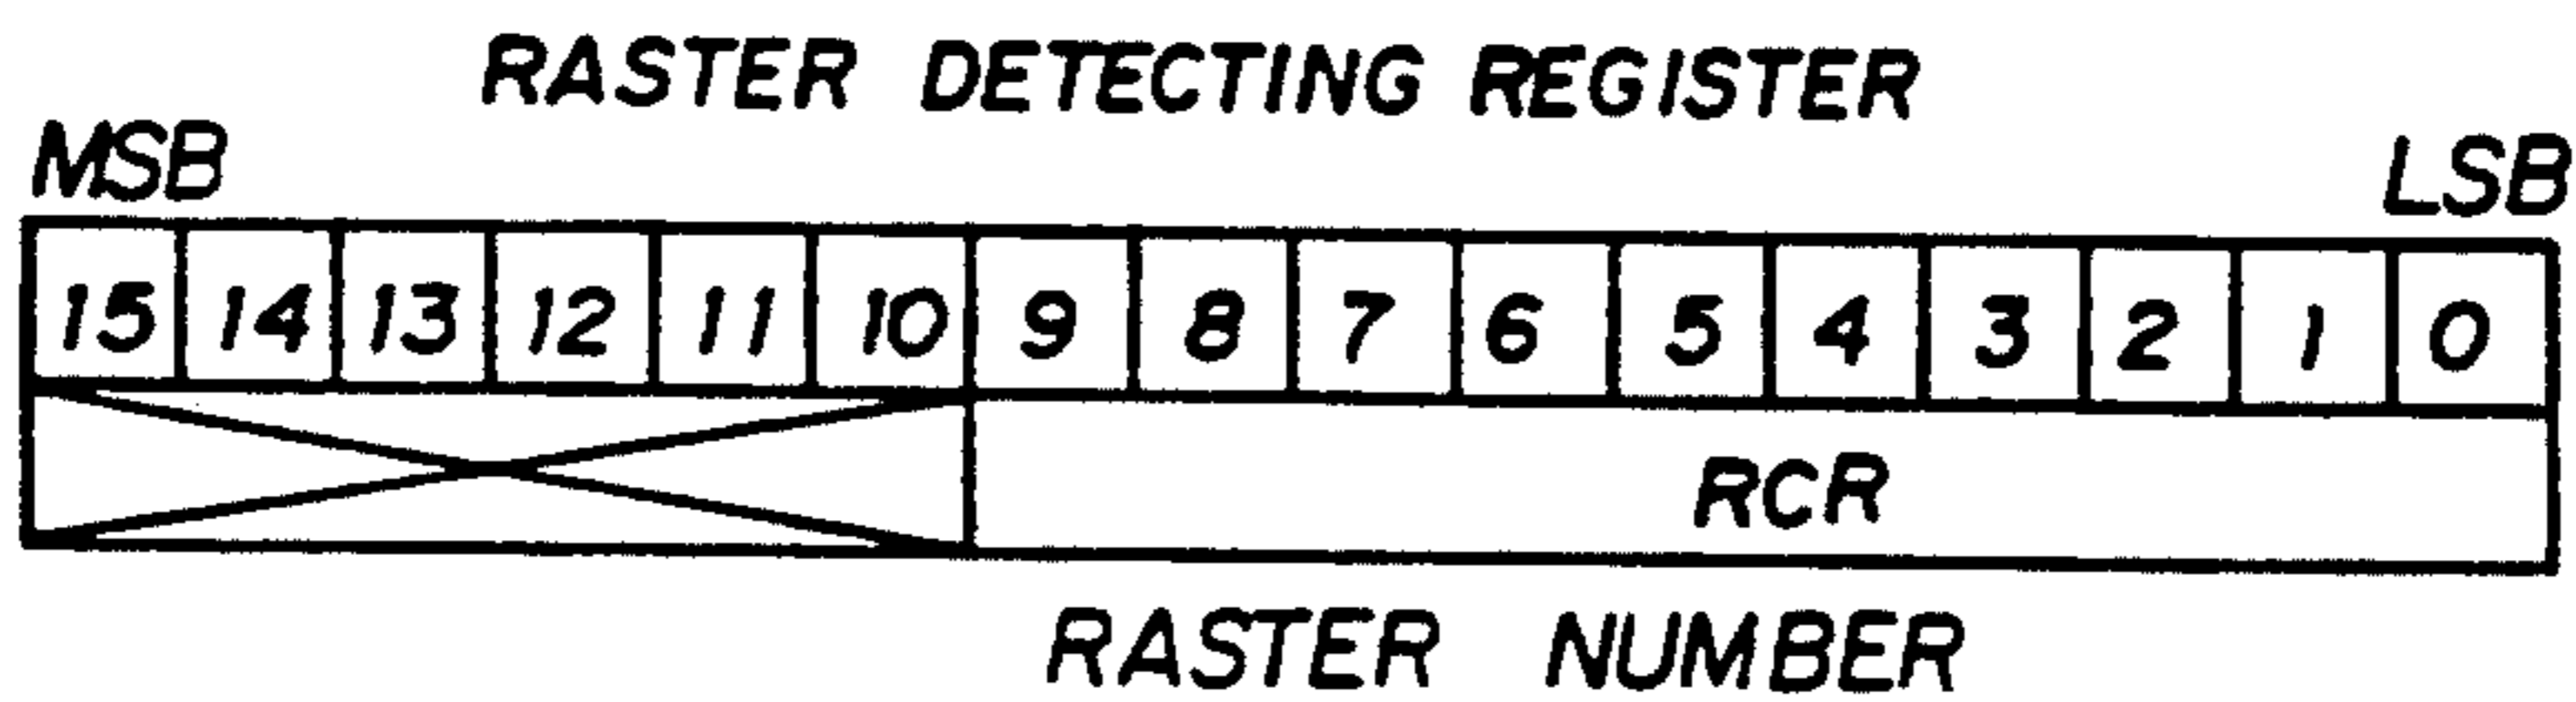 RASTER DETECTING REGISTER
MSB LSB
15 14 13 12 11 10 9 8 7 6 5 4 3 2 1 0
RCR
RASTER NUMBER